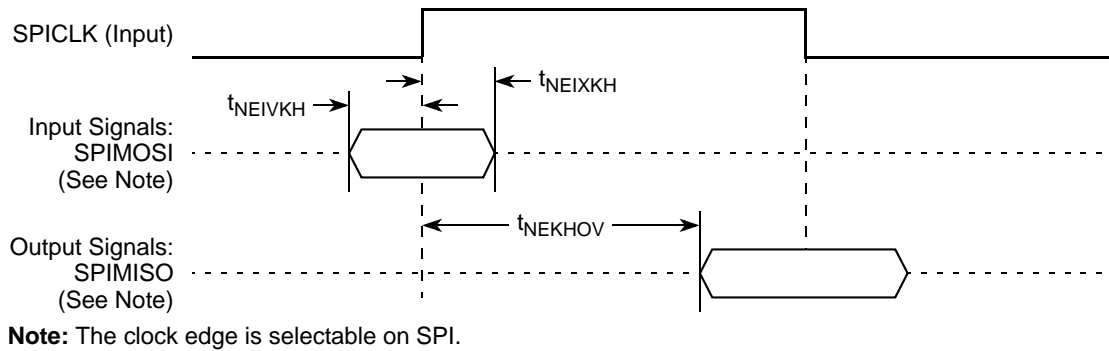 SPICLK (Input)
tNEIXKH
tNEIVKH
Input Signals:
SPIMOSI
(See Note)
tNEKHOV
Output Signals:
SPIMISO
(See Note)
Note: The clock edge is selectable on SPI.